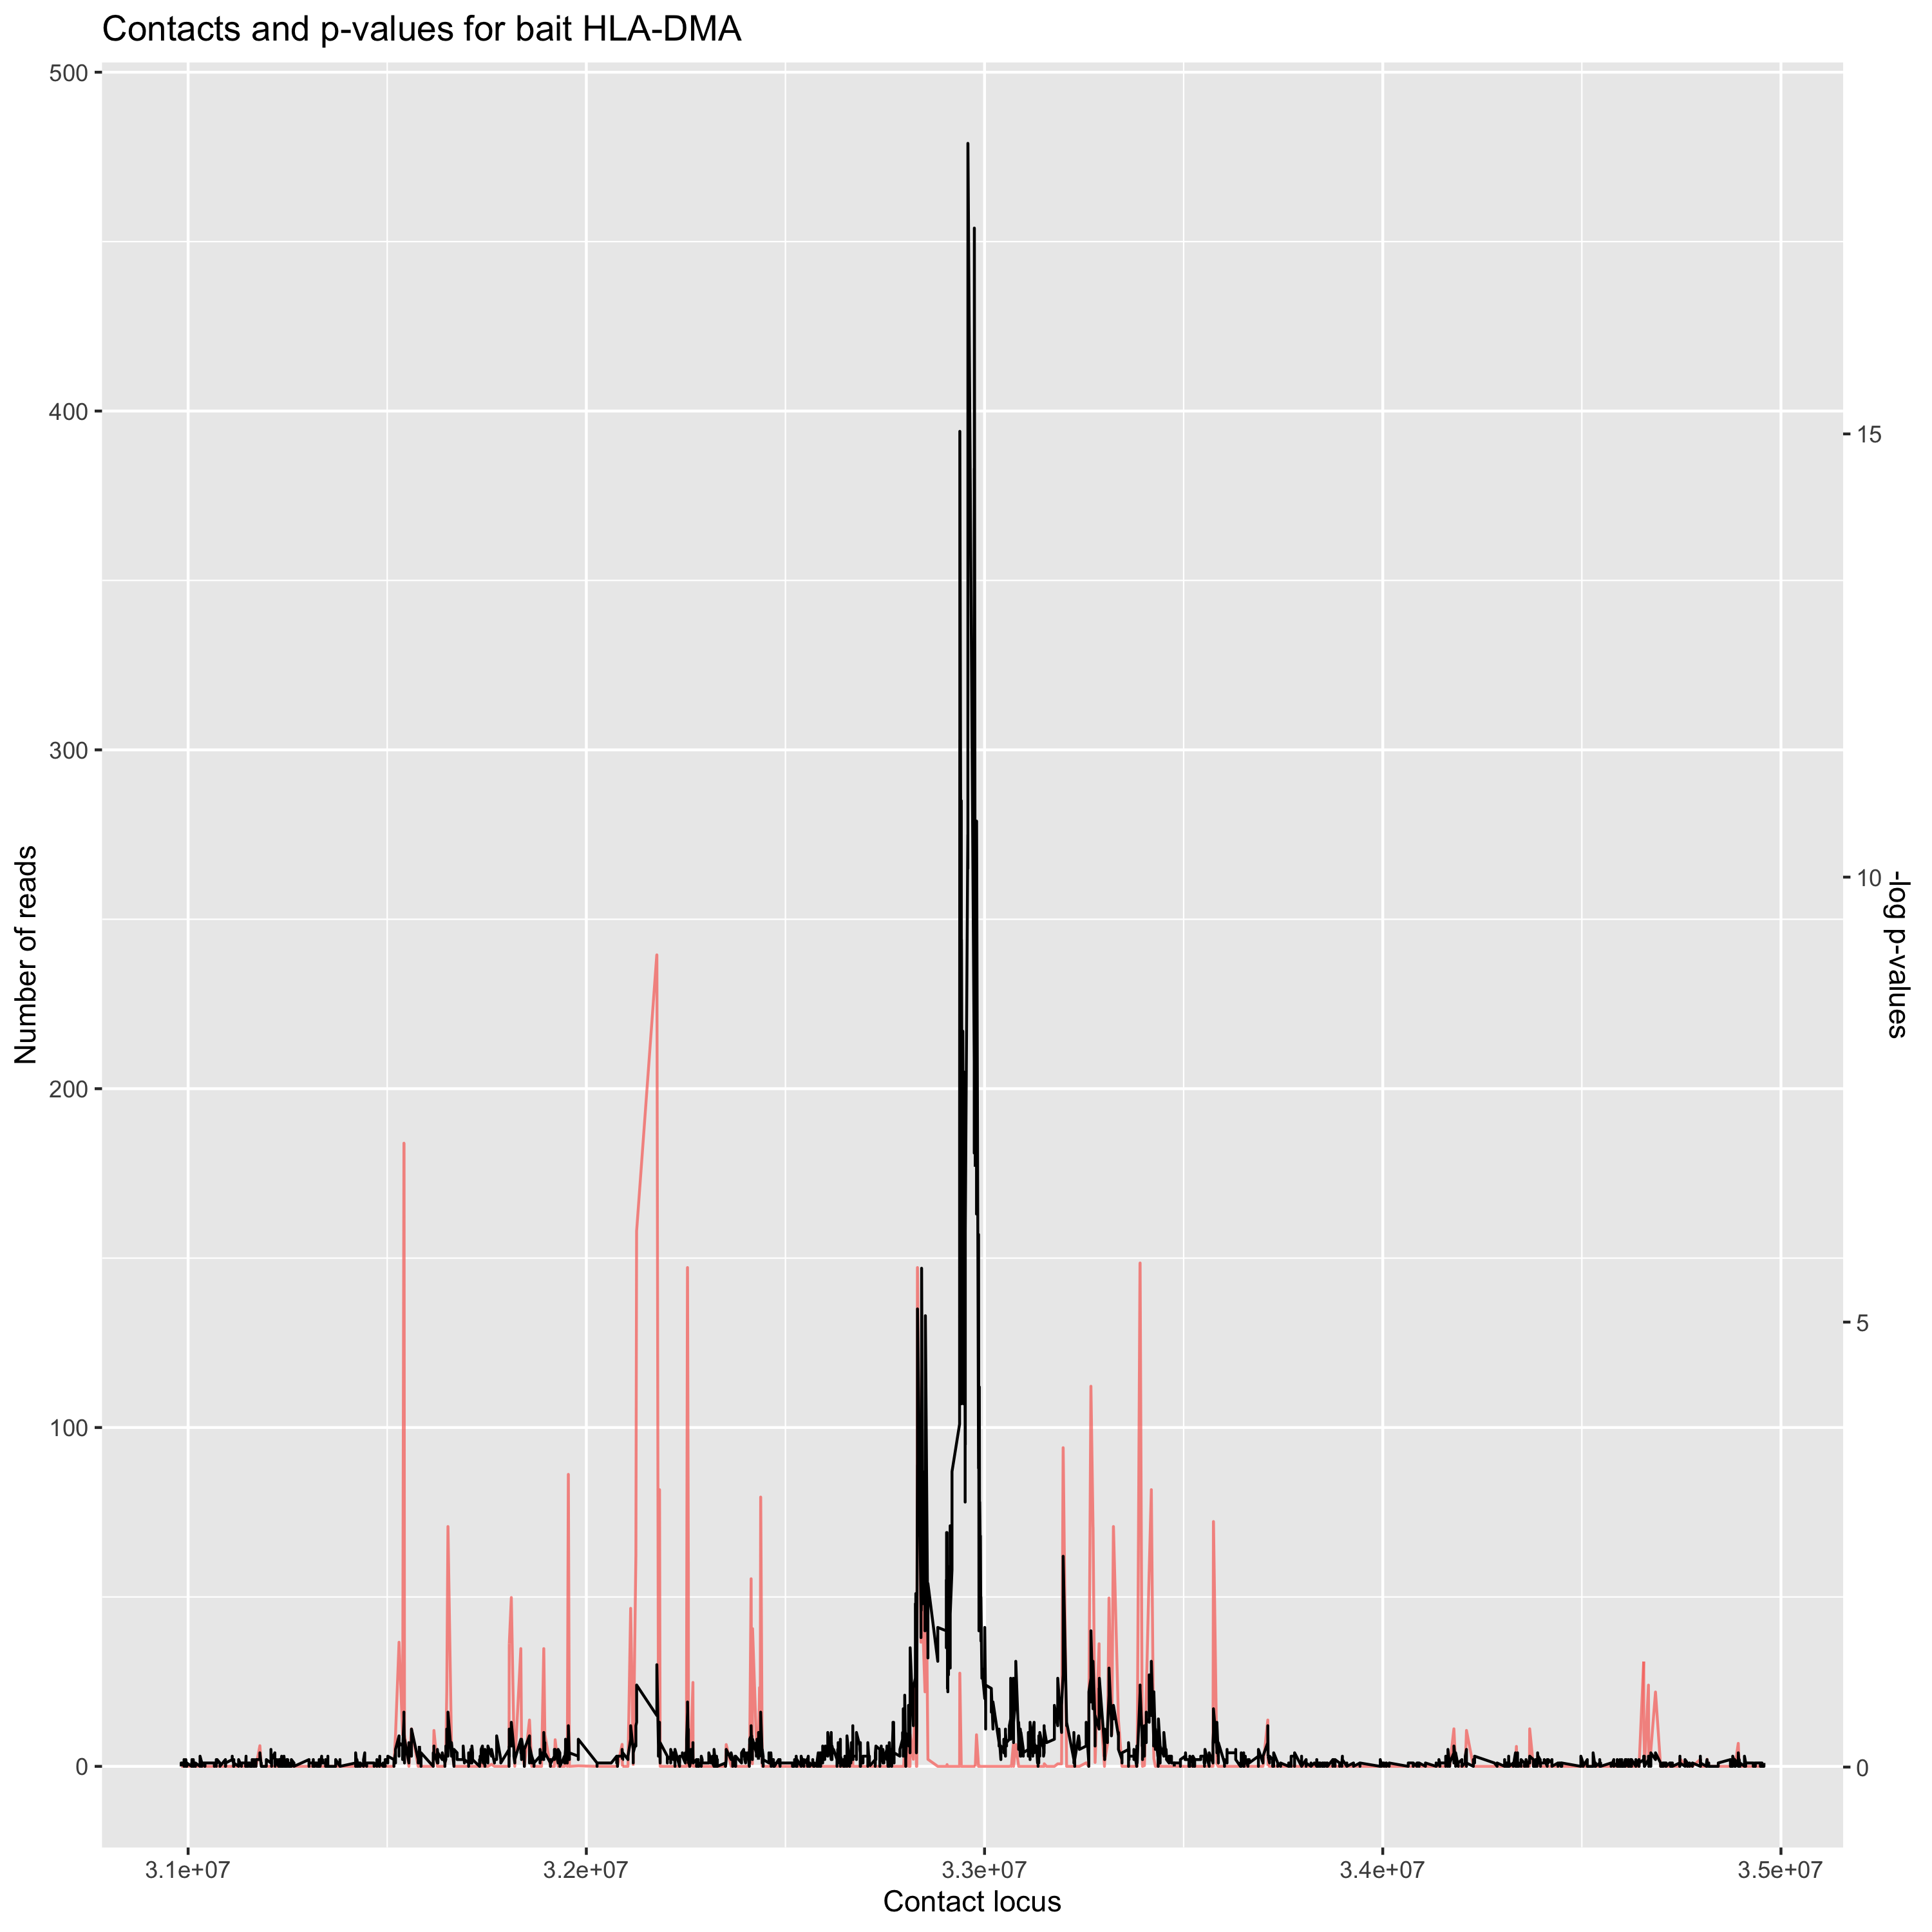 Contacts and p-values for bait HLA-DMA
500
400
300
200
100
0
Number of reads
15
10
5
0
-log p-values
3.1e+07
3.2e+07
3.3e+07
3.4e+07
3.5e+07
Contact locus